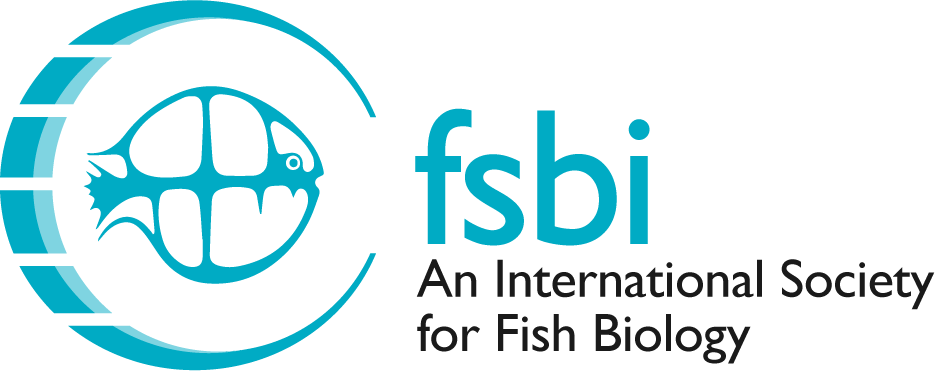 fsbi
An International Society
for Fish Biology